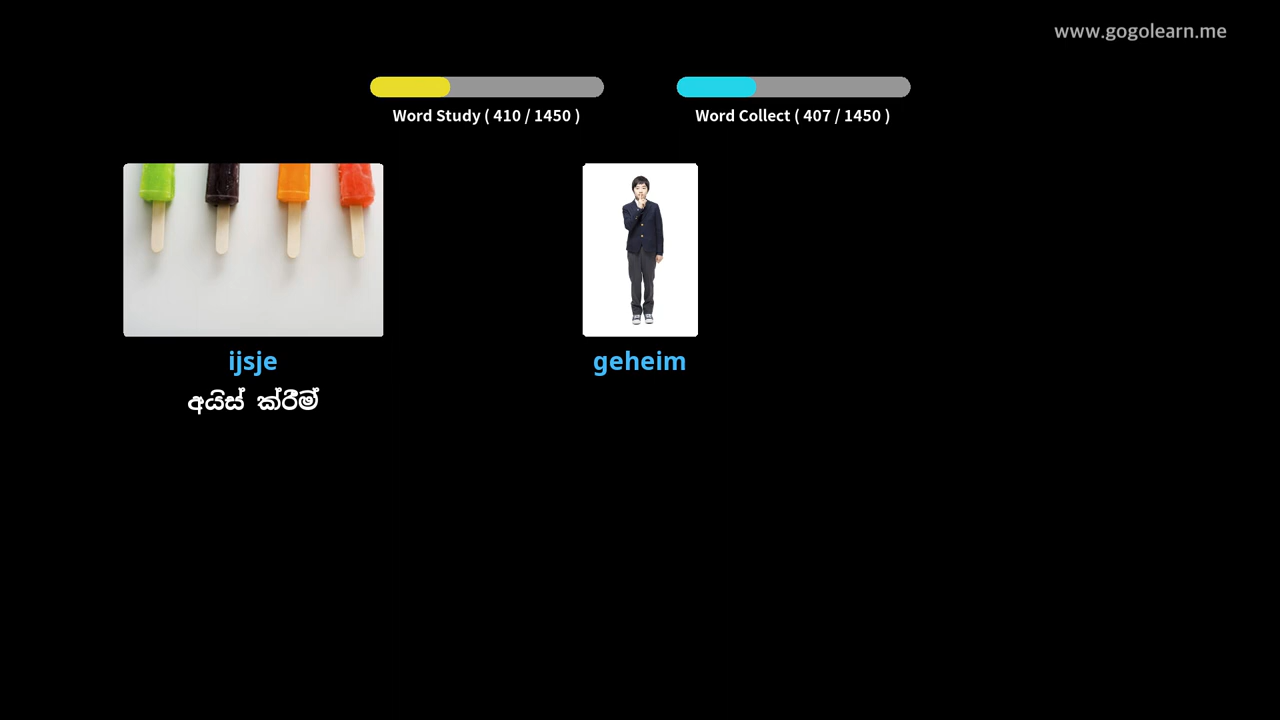 www.gogolearn.me
Word Study ( 410 / 1450 )
Word Collect ( 407 / 1450 )
ijsje
අයිස් ක්රීම්
geheim